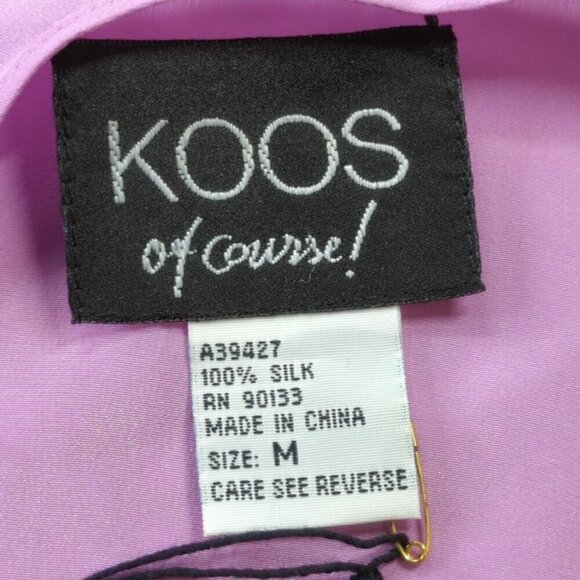 KOOS
of course!
A39427
100% SILK
RN 90133
MADE IN CHINA
SIZE: M
CARE SEE REVERSE